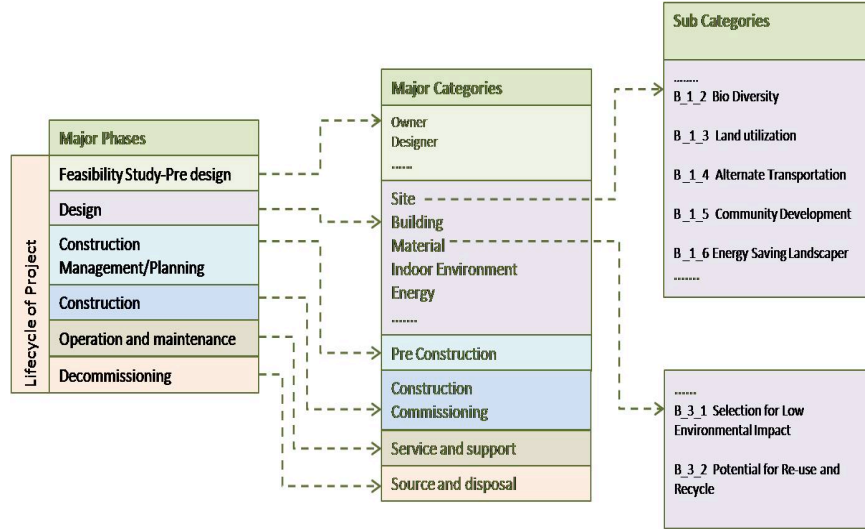 Lifecycle of Project
Major Phases
Feasibility Study-Pre design
Design
Construction
Management/Planning
Construction
Operation and maintenance
Decommissioning
Major Categories
Owner
Designer
......
Site
Building
Material
Indoor Environment
Energy
.......
Pre Construction
Construction
Commissioning
Service and support
Source and disposal
Sub Categories
........
B_1_2 Bio Diversity
B_1_3 Land utilization
B_1_4 Alternate Transportation
B_1_5 Community Development
B_1_6 Energy Saving Landscaper
.......
......
B_3_1 Selection for Low
Environmental Impact
B_3_2 Potential for Re-use and
Recycle